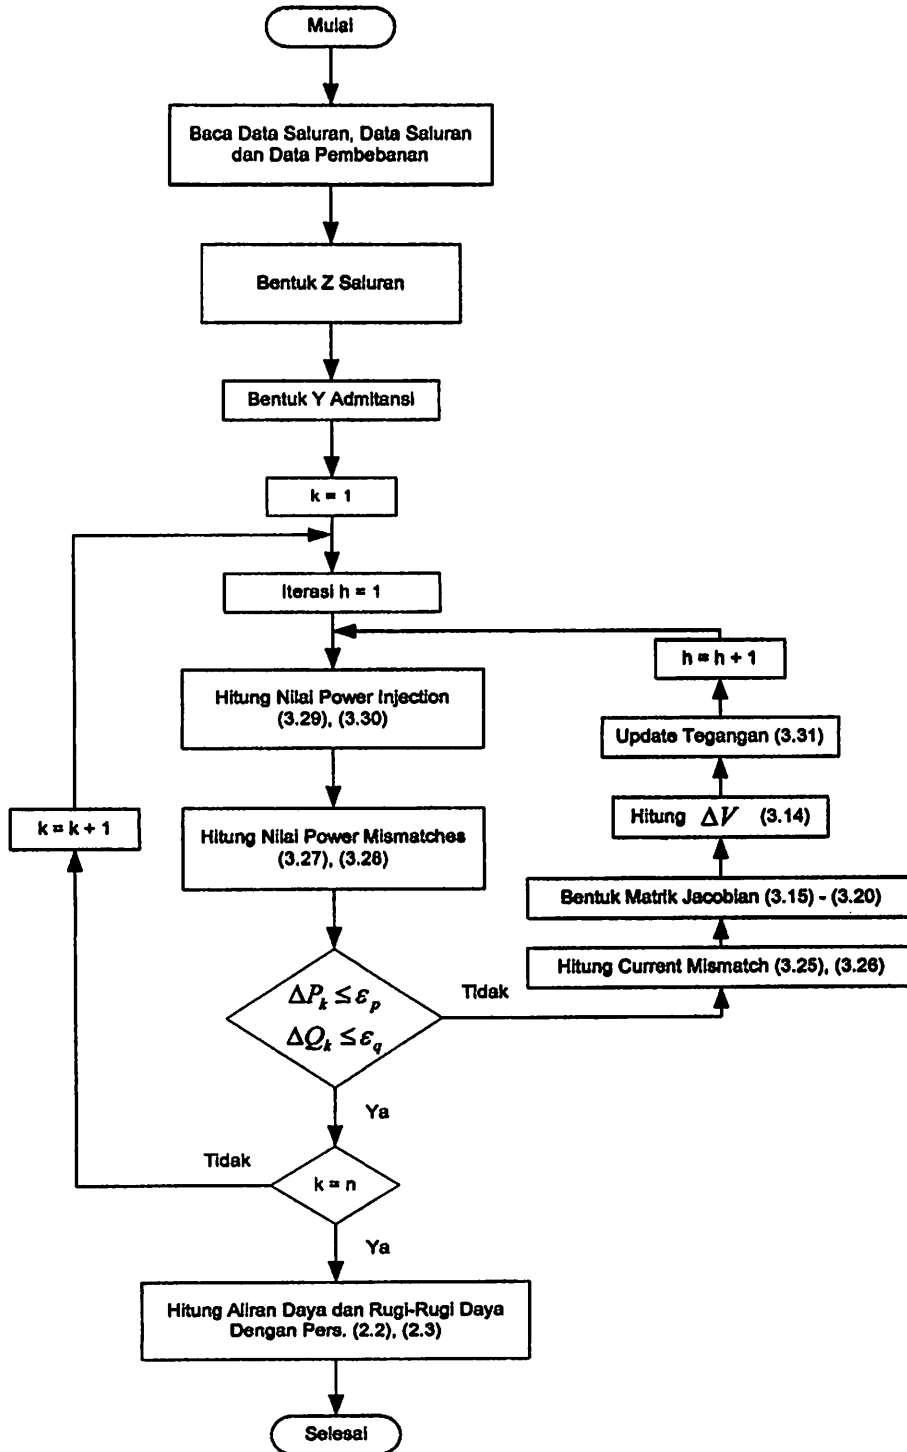 Mulai
Baca Data Saluran, Data Saluran
dan Data Pembebanan
Bentuk Z Saluran
Bentuk Y Admitansi
k = 1
Iterasi h = 1
h = h + 1
Hitung Nilai Power Injection
(3.29), (3.30)
Update Tegangan (3.31)
k = k + 1
Hitung Nilai Power Mismatches
(3.27), (3.28)
Hitung ΔV (3.14)
Bentuk Matrik Jacobian (3.15) - (3.20)
Hitung Current Mismatch (3.25), (3.26)
ΔPₖ ≤ εₚ
ΔQₖ ≤ ε_q
Tidak
Ya
Tidak
k = n
Ya
Hitung Aliran Daya dan Rugi-Rugi Daya
Dengan Pers. (2.2), (2.3)
Selesai